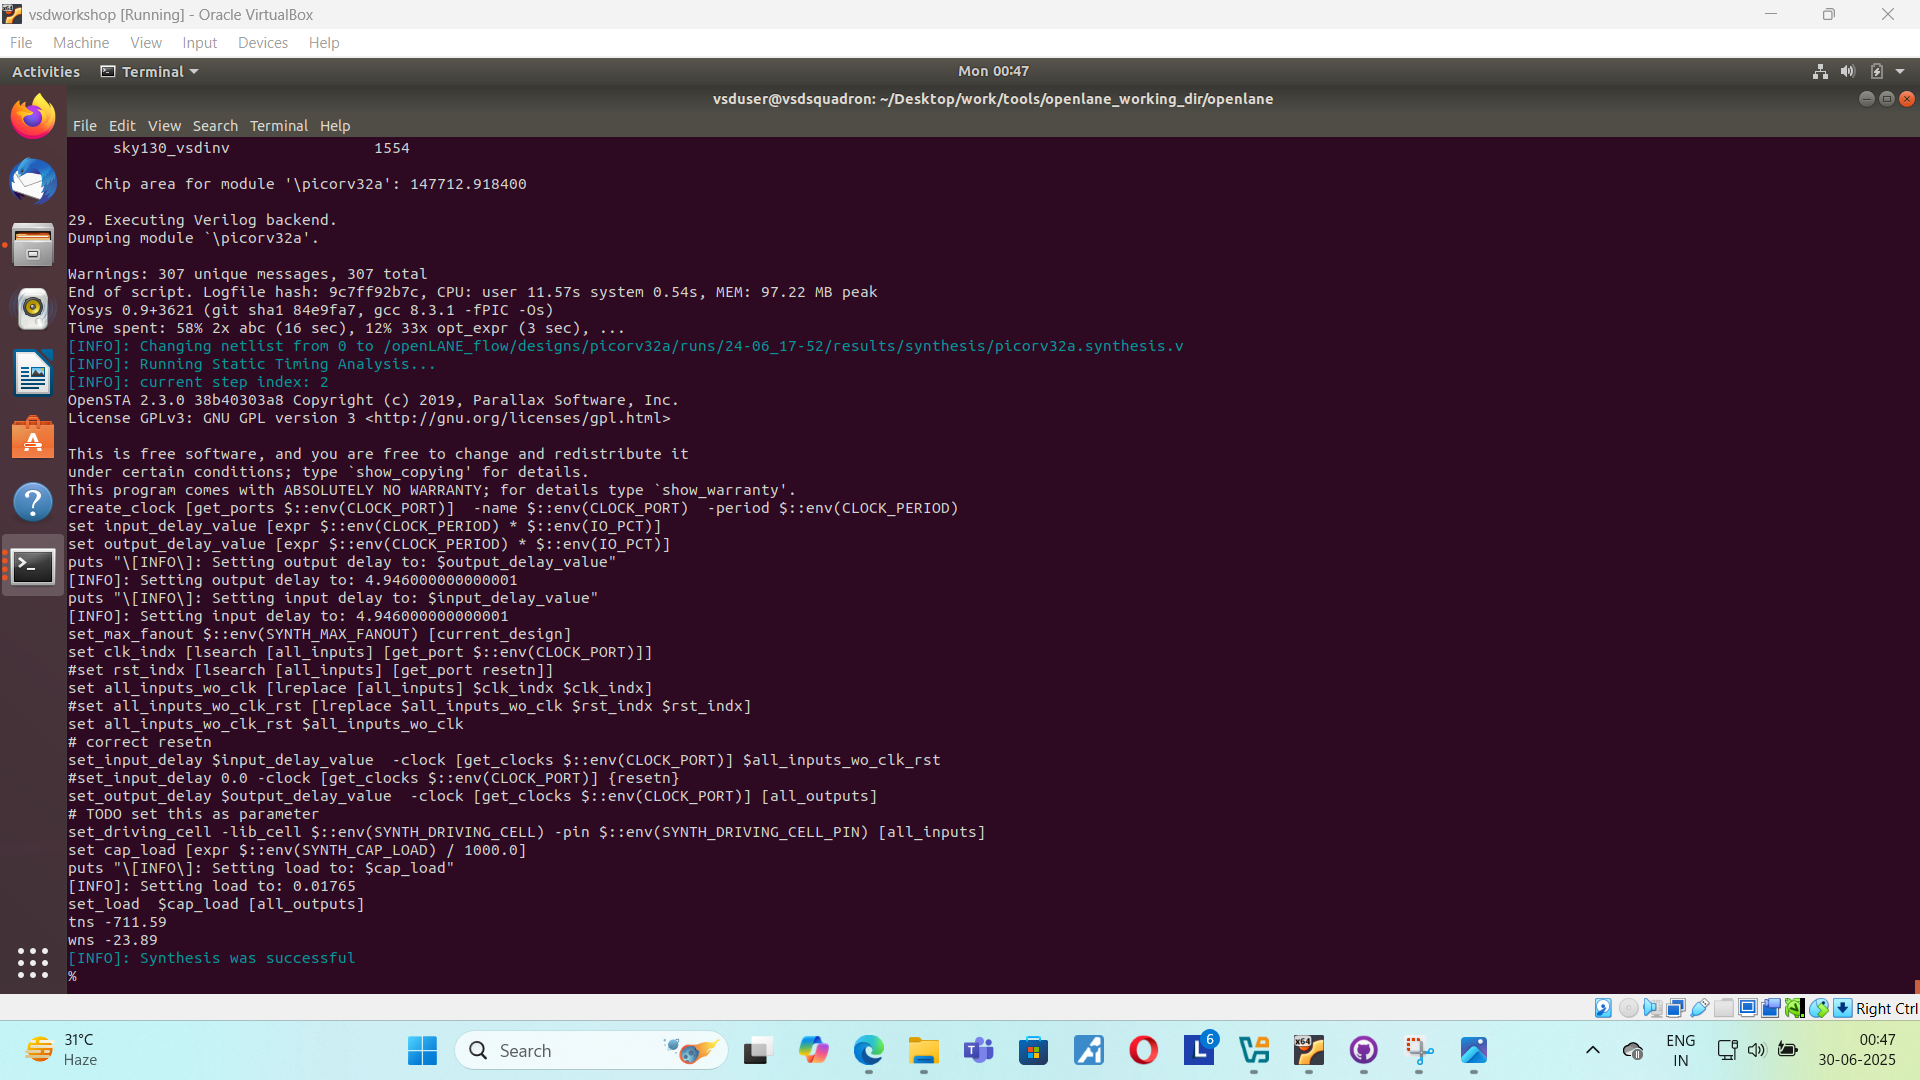 vsdworkshop [Running] - Oracle VirtualBox
File Machine View Input Devices Help
Activities Terminal Mon 00:47
vsduser@vsdsquadron: ~/Desktop/work/tools/openlane_working_dir/openlane
File Edit View Search Terminal Help
sky130_vsdinv 1554
Chip area for module '\picorv32a': 147712.918400
29. Executing Verilog backend.
Dumping module `\picorv32a'.
Warnings: 307 unique messages, 307 total
End of script. Logfile hash: 9c7ff92b7c, CPU: user 11.57s system 0.54s, MEM: 97.22 MB peak
Yosys 0.9+3621 (git sha1 84e9fa7, gcc 8.3.1 -fPIC -Os)
Time spent: 58% 2x abc (16 sec), 12% 33x opt_expr (3 sec), ...
[INFO]: Changing netlist from 0 to /openLANE_flow/designs/picorv32a/runs/24-06_17-52/results/synthesis/picorv32a.synthesis.v
[INFO]: Running Static Timing Analysis...
[INFO]: current step index: 2
OpenSTA 2.3.0 38b40303a8 Copyright (c) 2019, Parallax Software, Inc.
License GPLv3: GNU GPL version 3 <http://gnu.org/licenses/gpl.html>
This is free software, and you are free to change and redistribute it
under certain conditions; type `show_copying' for details.
This program comes with ABSOLUTELY NO WARRANTY; for details type `show_warranty'.
create_clock [get_ports $::env(CLOCK_PORT)]  -name $::env(CLOCK_PORT)  -period $::env(CLOCK_PERIOD)
set input_delay_value [expr $::env(CLOCK_PERIOD) * $::env(IO_PCT)]
set output_delay_value [expr $::env(CLOCK_PERIOD) * $::env(IO_PCT)]
puts "\[INFO\]: Setting output delay to: $output_delay_value"
[INFO]: Setting output delay to: 4.946000000000001
puts "\[INFO\]: Setting input delay to: $input_delay_value"
[INFO]: Setting input delay to: 4.946000000000001
set_max_fanout $::env(SYNTH_MAX_FANOUT) [current_design]
set clk_indx [lsearch [all_inputs] [get_port $::env(CLOCK_PORT)]]
#set rst_indx [lsearch [all_inputs] [get_port resetn]]
set all_inputs_wo_clk [lreplace [all_inputs] $clk_indx $clk_indx]
#set all_inputs_wo_clk_rst [lreplace $all_inputs_wo_clk $rst_indx $rst_indx]
set all_inputs_wo_clk_rst $all_inputs_wo_clk
# correct resetn
set_input_delay $input_delay_value  -clock [get_clocks $::env(CLOCK_PORT)] $all_inputs_wo_clk_rst
#set_input_delay 0.0 -clock [get_clocks $::env(CLOCK_PORT)] {resetn}
set_output_delay $output_delay_value  -clock [get_clocks $::env(CLOCK_PORT)] [all_outputs]
# TODO set this as parameter
set_driving_cell -lib_cell $::env(SYNTH_DRIVING_CELL) -pin $::env(SYNTH_DRIVING_CELL_PIN) [all_inputs]
set cap_load [expr $::env(SYNTH_CAP_LOAD) / 1000.0]
puts "\[INFO\]: Setting load to: $cap_load"
[INFO]: Setting load to: 0.01765
set_load  $cap_load [all_outputs]
tns -711.59
wns -23.89
[INFO]: Synthesis was successful
%
Right Ctrl
31°C
Haze
Search
6
ENG
IN
00:47
30-06-2025